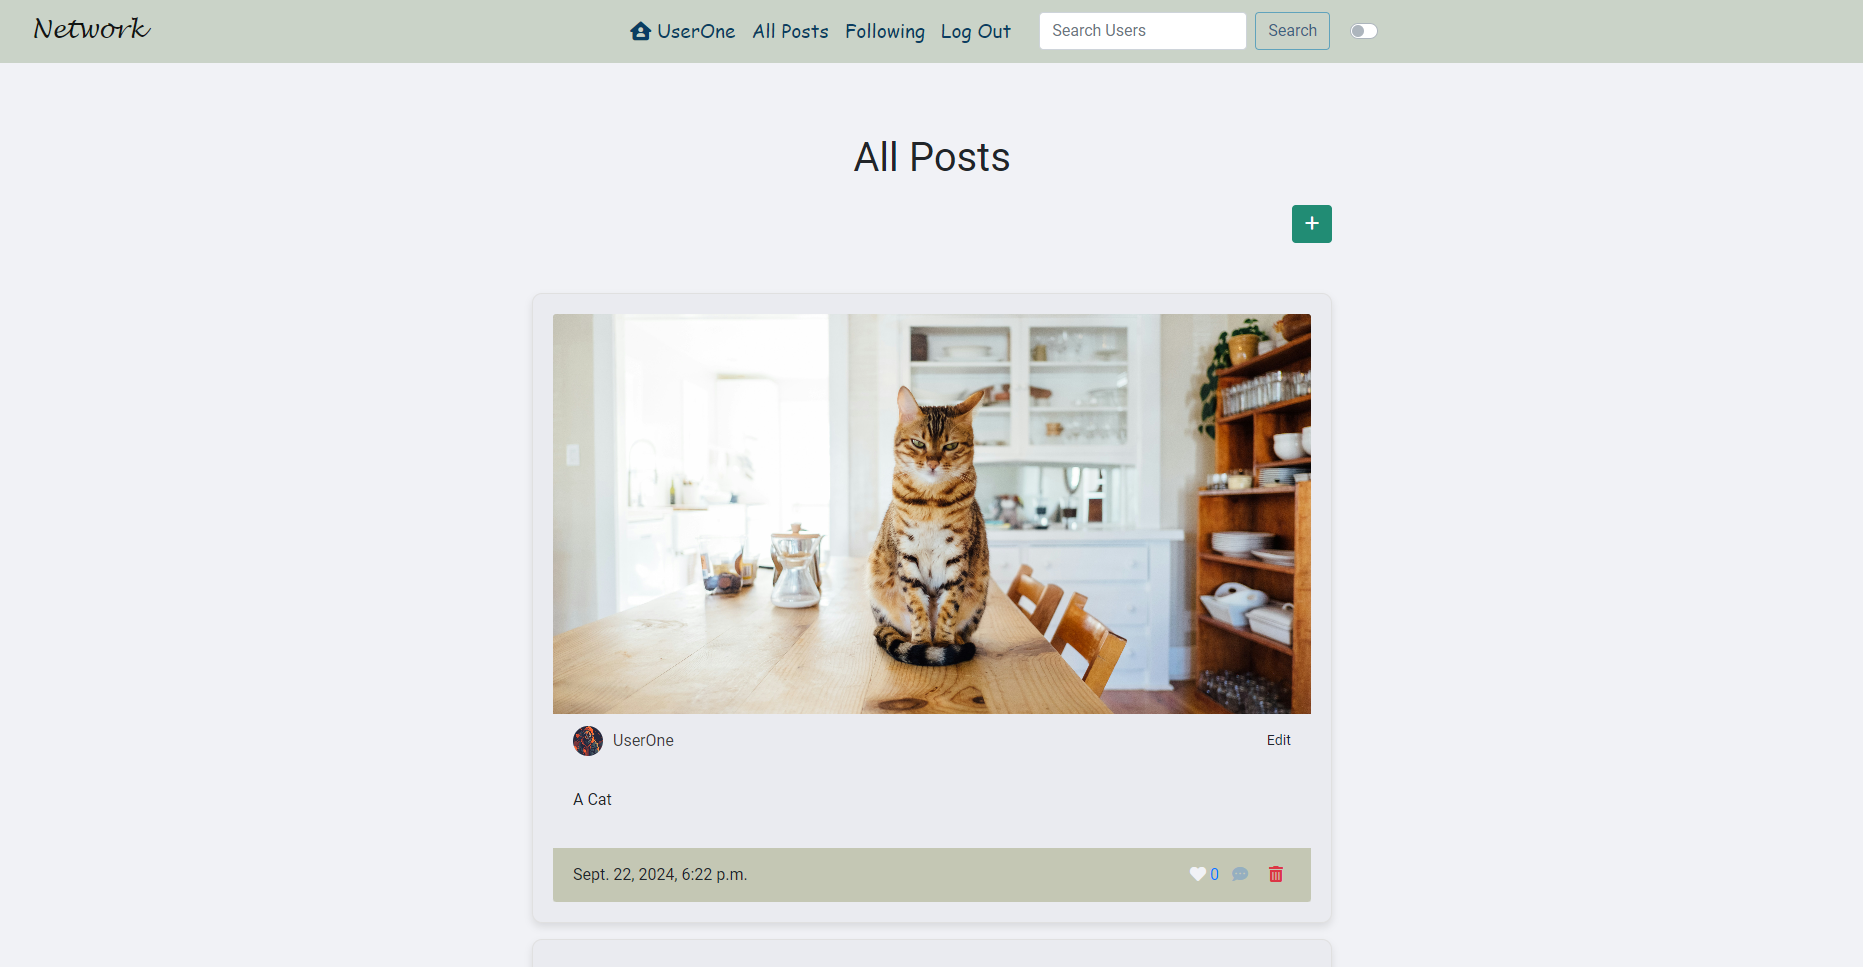 Network
UserOne All Posts Following Log Out Search Users Search
All Posts
+
UserOne Edit
A Cat
Sept. 22, 2024, 6:22 p.m. 0